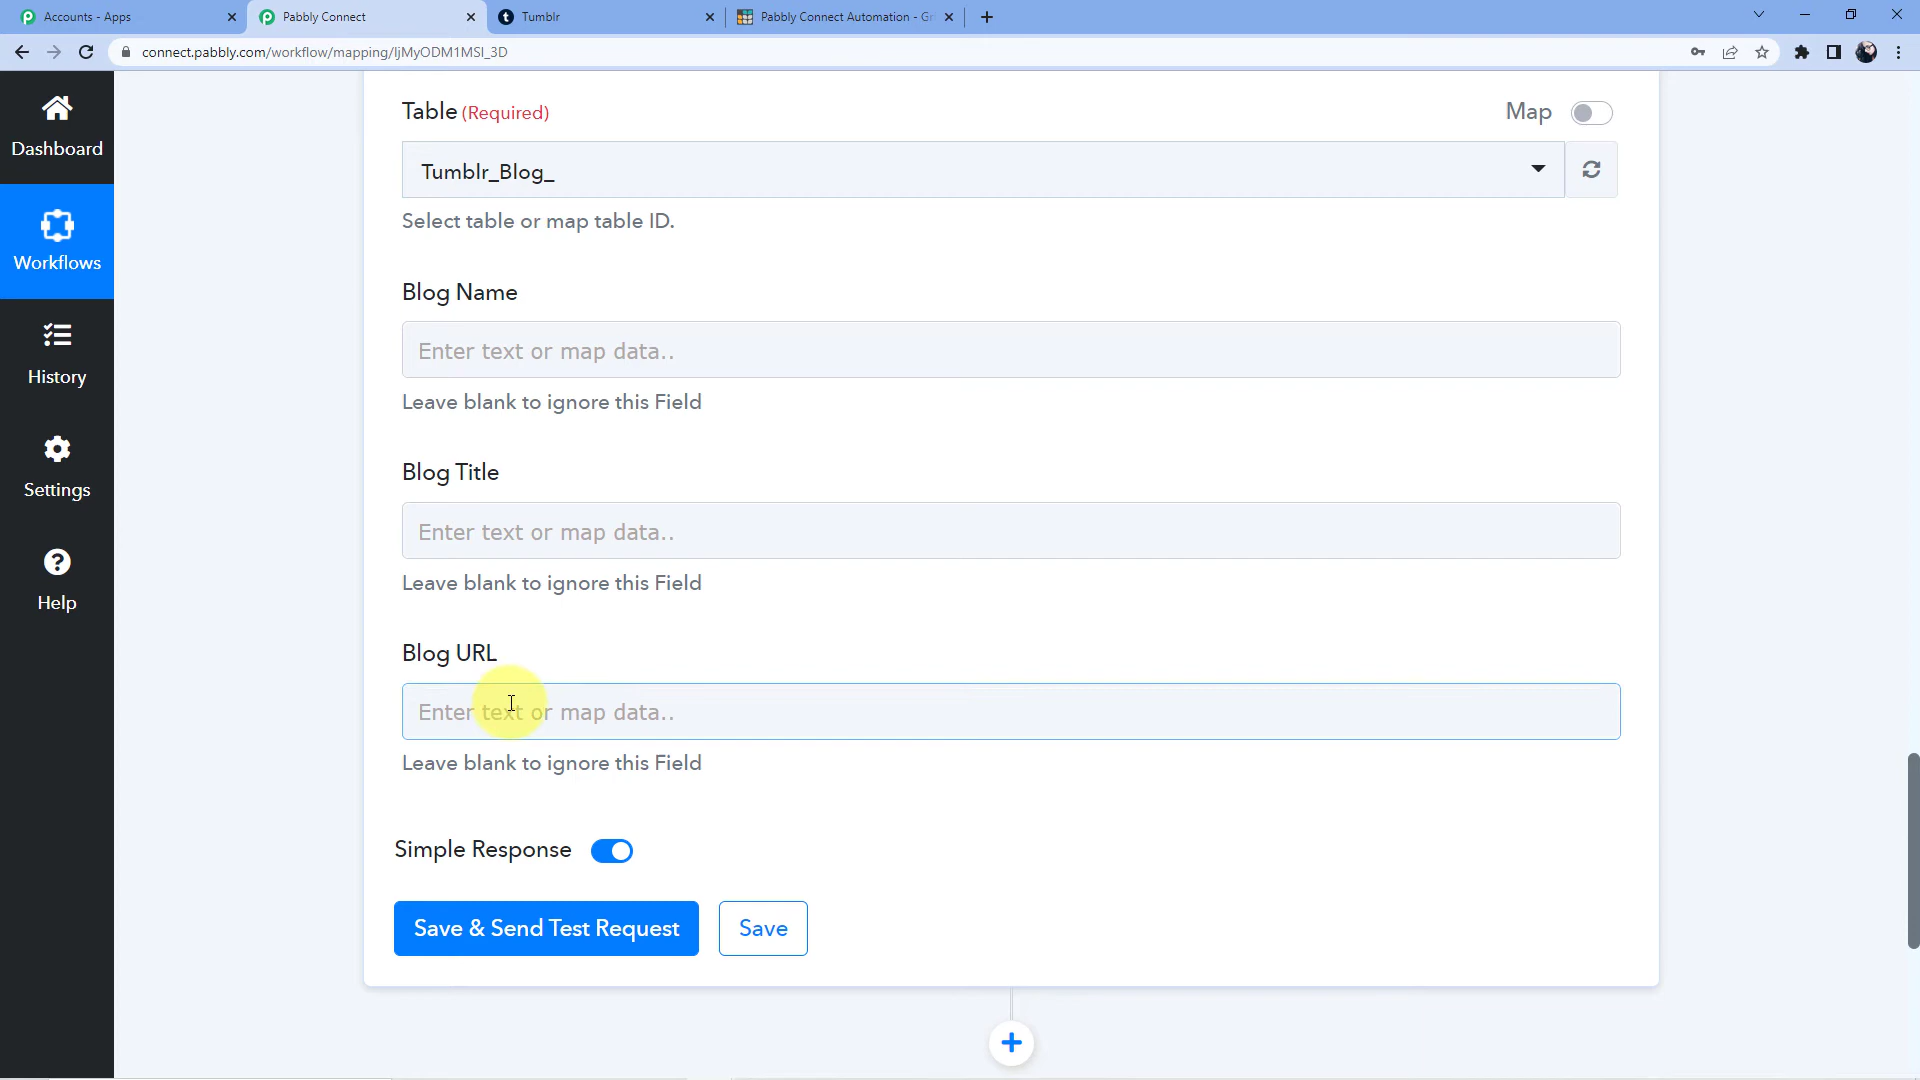 Accounts - Apps
Pabbly Connect
Tumblr
Pabbly Connect Automation - Gr
connect.pabbly.com/workflow/mapping/IjMyODM1MSI_3D
Dashboard
Workflows
History
Settings
Help
Table (Required)
Map
Tumblr_Blog_
Select table or map table ID.
Blog Name
Enter text or map data..
Leave blank to ignore this Field
Blog Title
Enter text or map data..
Leave blank to ignore this Field
Blog URL
Enter text or map data..
Leave blank to ignore this Field
Simple Response
Save & Send Test Request
Save